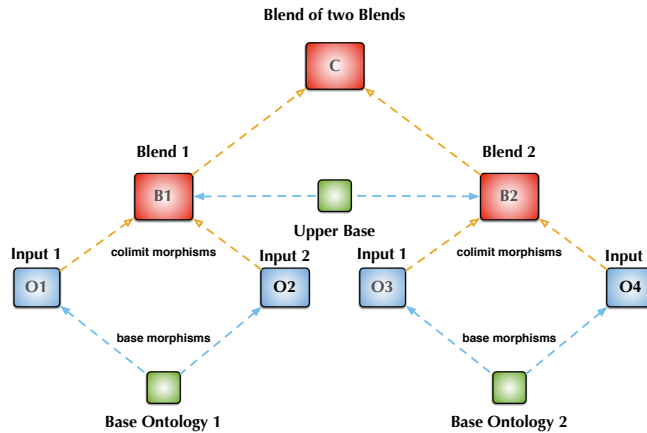 Blend of two Blends
C
Blend 1
Blend 2
B1
B2
Upper Base
Input 1
colimit morphisms
Input 2
Input 1
colimit morphisms
Input
O1
O2
O3
O4
base morphisms
base morphisms
Base Ontology 1
Base Ontology 2